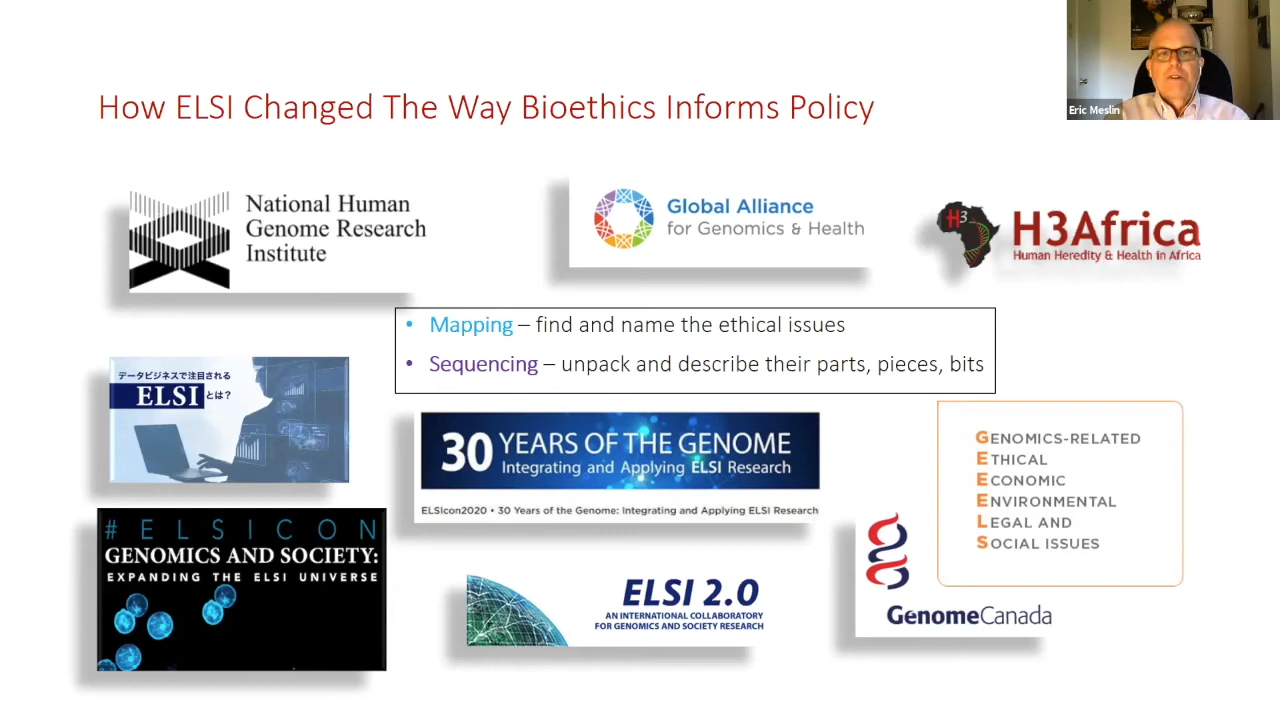 Eric Meslin
How ELSI Changed The Way Bioethics Informs Policy
National Human
Genome Research
Institute
Global Alliance
for Genomics & Health
H3
H3Africa
Human Heredity & Health in Africa
• Mapping – find and name the ethical issues
• Sequencing – unpack and describe their parts, pieces, bits
データビジネスで注目される
ELSIとは?
30 YEARS OF THE GENOME
Integrating and Applying ELSI Research
ELSIcon2020 • 30 Years of the Genome: Integrating and Applying ELSI Research
GENOMICS-RELATED
ETHICAL
ECONOMIC
ENVIRONMENTAL
LEGAL AND
SOCIAL ISSUES
GenomeCanada
#ELSICON
GENOMICS AND SOCIETY:
EXPANDING THE ELSI UNIVERSE
ELSI 2.0
AN INTERNATIONAL COLLABORATORY
FOR GENOMICS AND SOCIETY RESEARCH